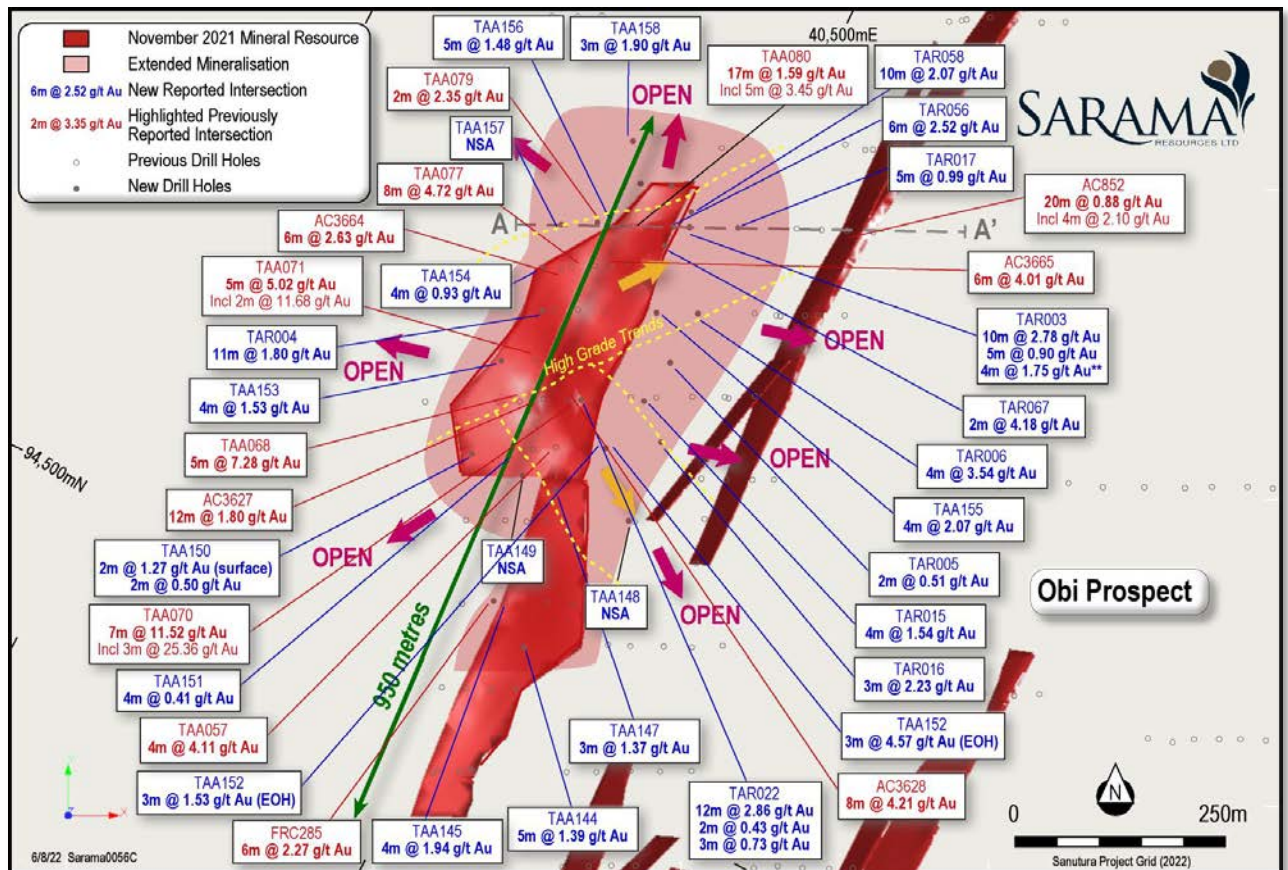 November 2021 Mineral Resource
Extended Mineralisation
6m @ 2.52 g/t Au New Reported Intersection
2m @ 3.35 g/t Au Highlighted Previously
Reported Intersection
Previous Drill Holes
New Drill Holes
TAA156
5m @ 1.48 g/t Au
TAA158
3m @ 1.90 g/t Au
40,500mE
TAA080
17m @ 1.59 g/t Au
Incl 5m @ 3.45 g/t Au
TAR058
10m @ 2.07 g/t Au
SARAMA
RESOURCES LTD
TAA079
2m @ 2.35 g/t Au
OPEN
TAR056
6m @ 2.52 g/t Au
TAA157
NSA
TAR017
5m @ 0.99 g/t Au
TAA077
8m @ 4.72 g/t Au
AC852
20m @ 0.88 g/t Au
Incl 4m @ 2.10 g/t Au
AC3664
6m @ 2.63 g/t Au
A
A'
AC3665
6m @ 4.01 g/t Au
TAA071
5m @ 5.02 g/t Au
Incl 2m @ 11.68 g/t Au
TAA154
4m @ 0.93 g/t Au
TAR003
10m @ 2.78 g/t Au
5m @ 0.90 g/t Au
4m @ 1.75 g/t Au**
TAR004
11m @ 1.80 g/t Au
OPEN
High Grade Trends
OPEN
TAA153
4m @ 1.53 g/t Au
TAR067
2m @ 4.18 g/t Au
TAA068
5m @ 7.28 g/t Au
TAR006
4m @ 3.54 g/t Au
94,500mN
OPEN
AC3627
12m @ 1.80 g/t Au
TAA155
4m @ 2.07 g/t Au
OPEN
TAA150
2m @ 1.27 g/t Au (surface)
2m @ 0.50 g/t Au
TAA149
NSA
TAR005
2m @ 0.51 g/t Au
TAA148
NSA
OPEN
Obi Prospect
TAA070
7m @ 11.52 g/t Au
Incl 3m @ 25.36 g/t Au
TAR015
4m @ 1.54 g/t Au
950 metres
TAA151
4m @ 0.41 g/t Au
TAR016
3m @ 2.23 g/t Au
TAA057
4m @ 4.11 g/t Au
TAA147
3m @ 1.37 g/t Au
TAA152
3m @ 4.57 g/t Au (EOH)
TAA152
3m @ 1.53 g/t Au (EOH)
AC3628
8m @ 4.21 g/t Au
TAR022
12m @ 2.86 g/t Au
2m @ 0.43 g/t Au
3m @ 0.73 g/t Au
FRC285
6m @ 2.27 g/t Au
TAA145
4m @ 1.94 g/t Au
TAA144
5m @ 1.39 g/t Au
N
0 250m
Sanutura Project Grid (2022)
Y
Z
X
6/8/22 Sarama0056C